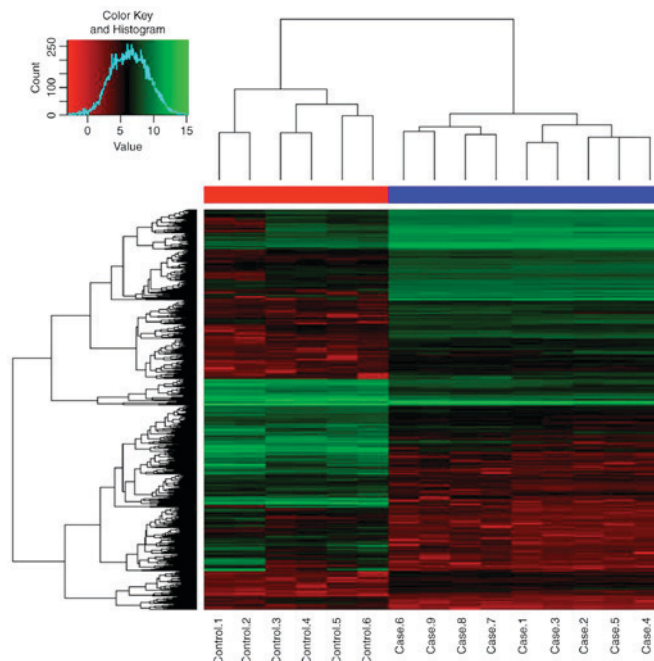 Color Key
and Histogram
Count
0
100
250
0
5
10
15
Value
Control.1
Control.2
Control.3
Control.4
Control.5
Control.6
Case.6
Case.9
Case.8
Case.7
Case.1
Case.3
Case.2
Case.5
Case.4